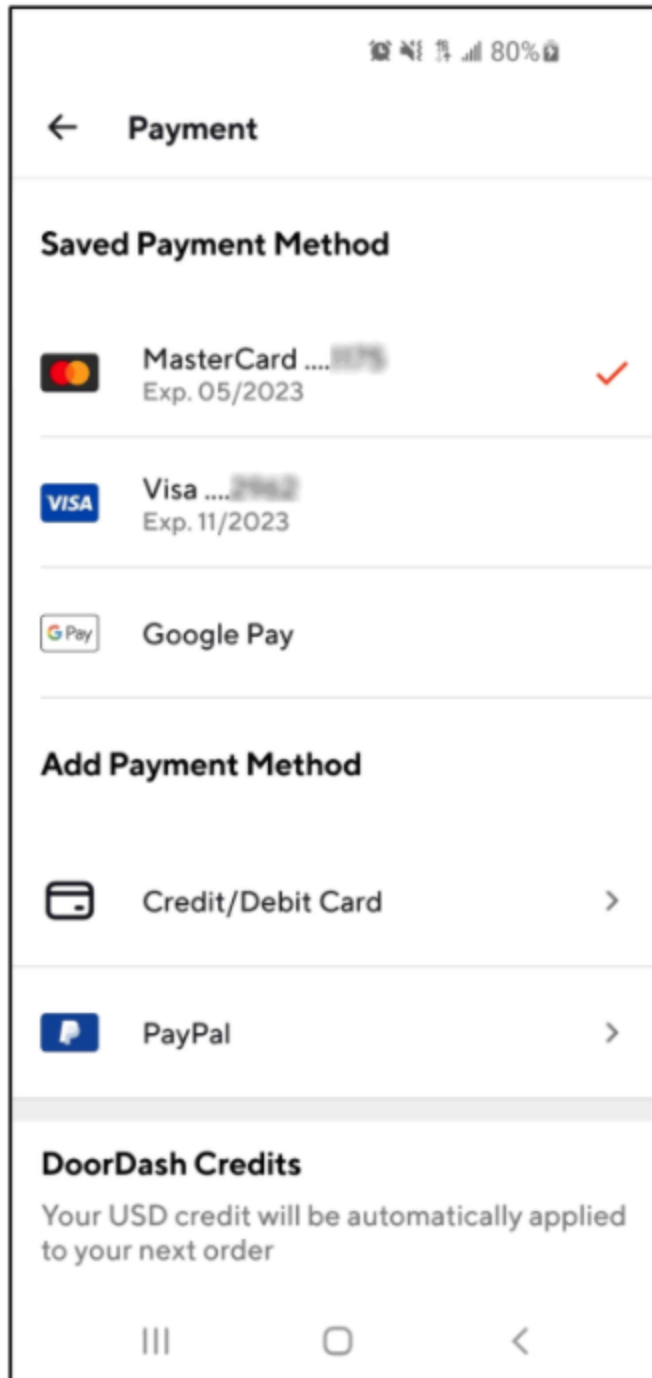 80%
Payment
Saved Payment Method
MasterCard ....
Exp. 05/2023
VISA
Visa ....
Exp. 11/2023
G Pay
Google Pay
Add Payment Method
Credit/Debit Card
PayPal
DoorDash Credits
Your USD credit will be automatically applied
to your next order